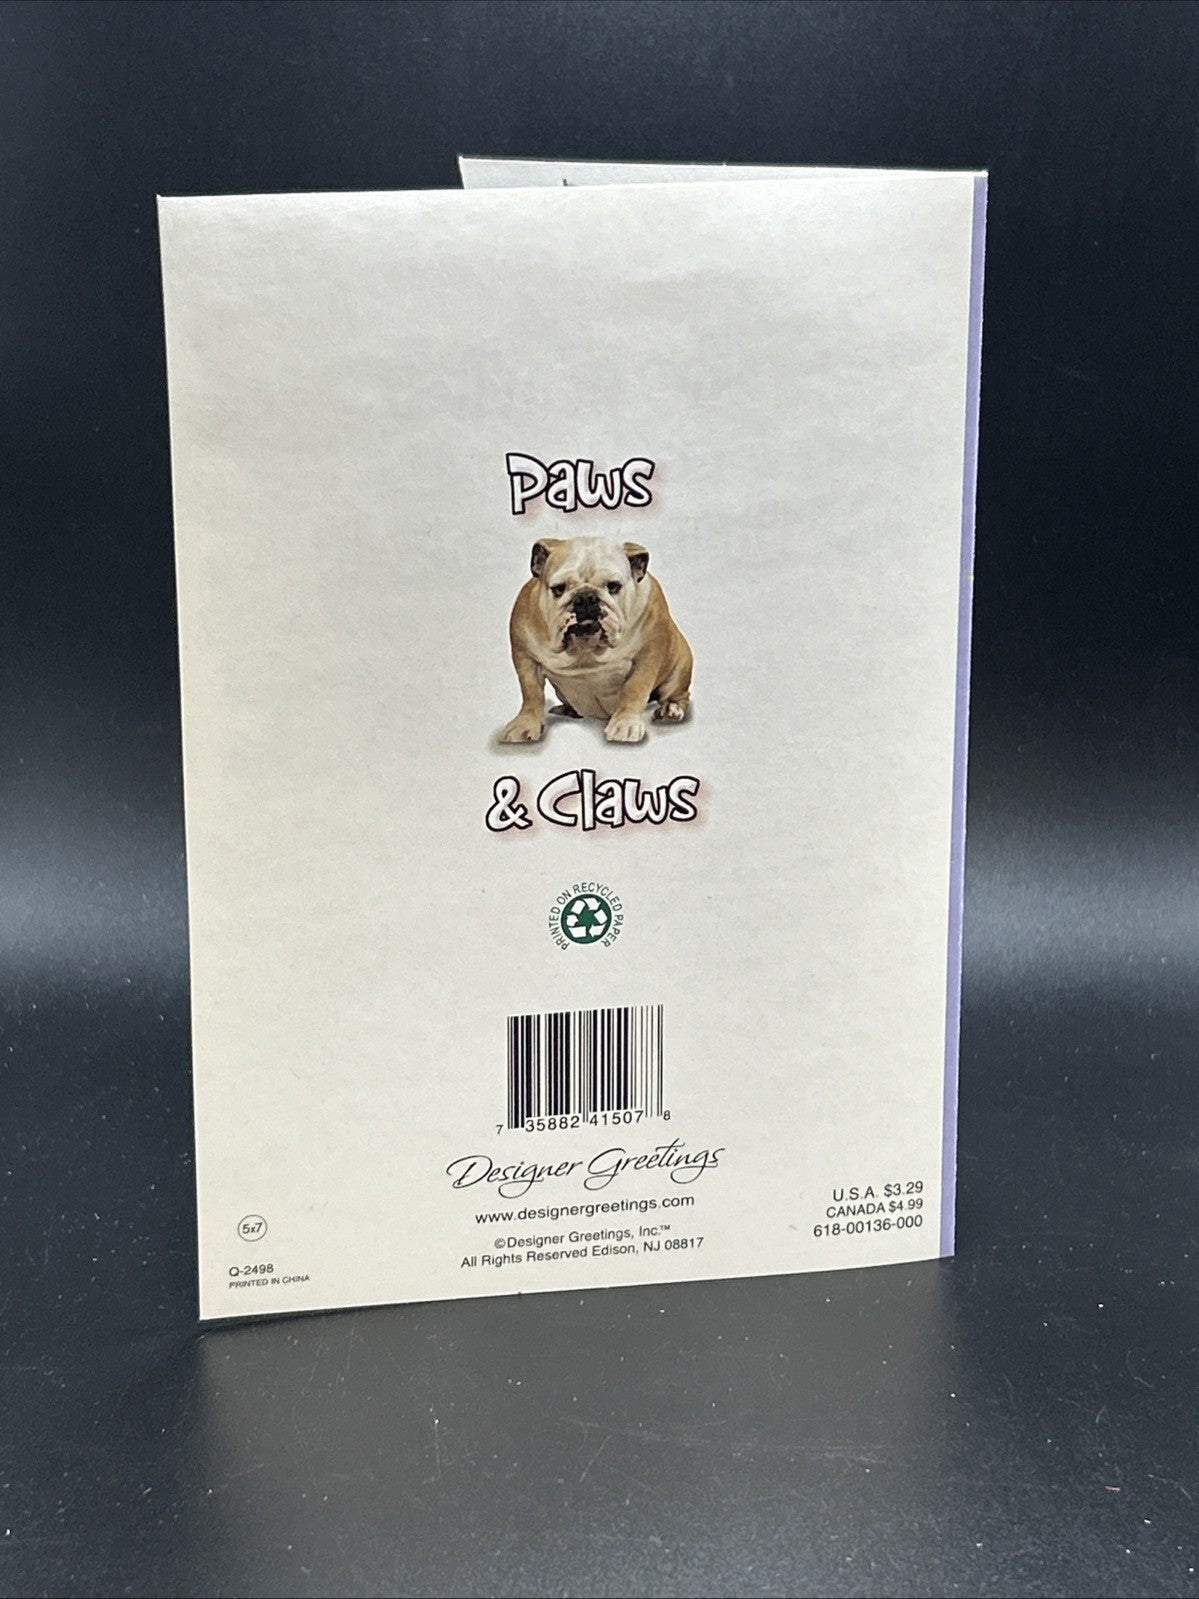 Paws
& Claws
PRINTED ON RECYCLED PAPER
7 35882 41507 8
Designer Greetings
www.designergreetings.com
©Designer Greetings, Inc.™
All Rights Reserved Edison, NJ 08817
U.S.A. $3.29
CANADA $4.99
618-00136-000
5x7
Q-2498
PRINTED IN CHINA